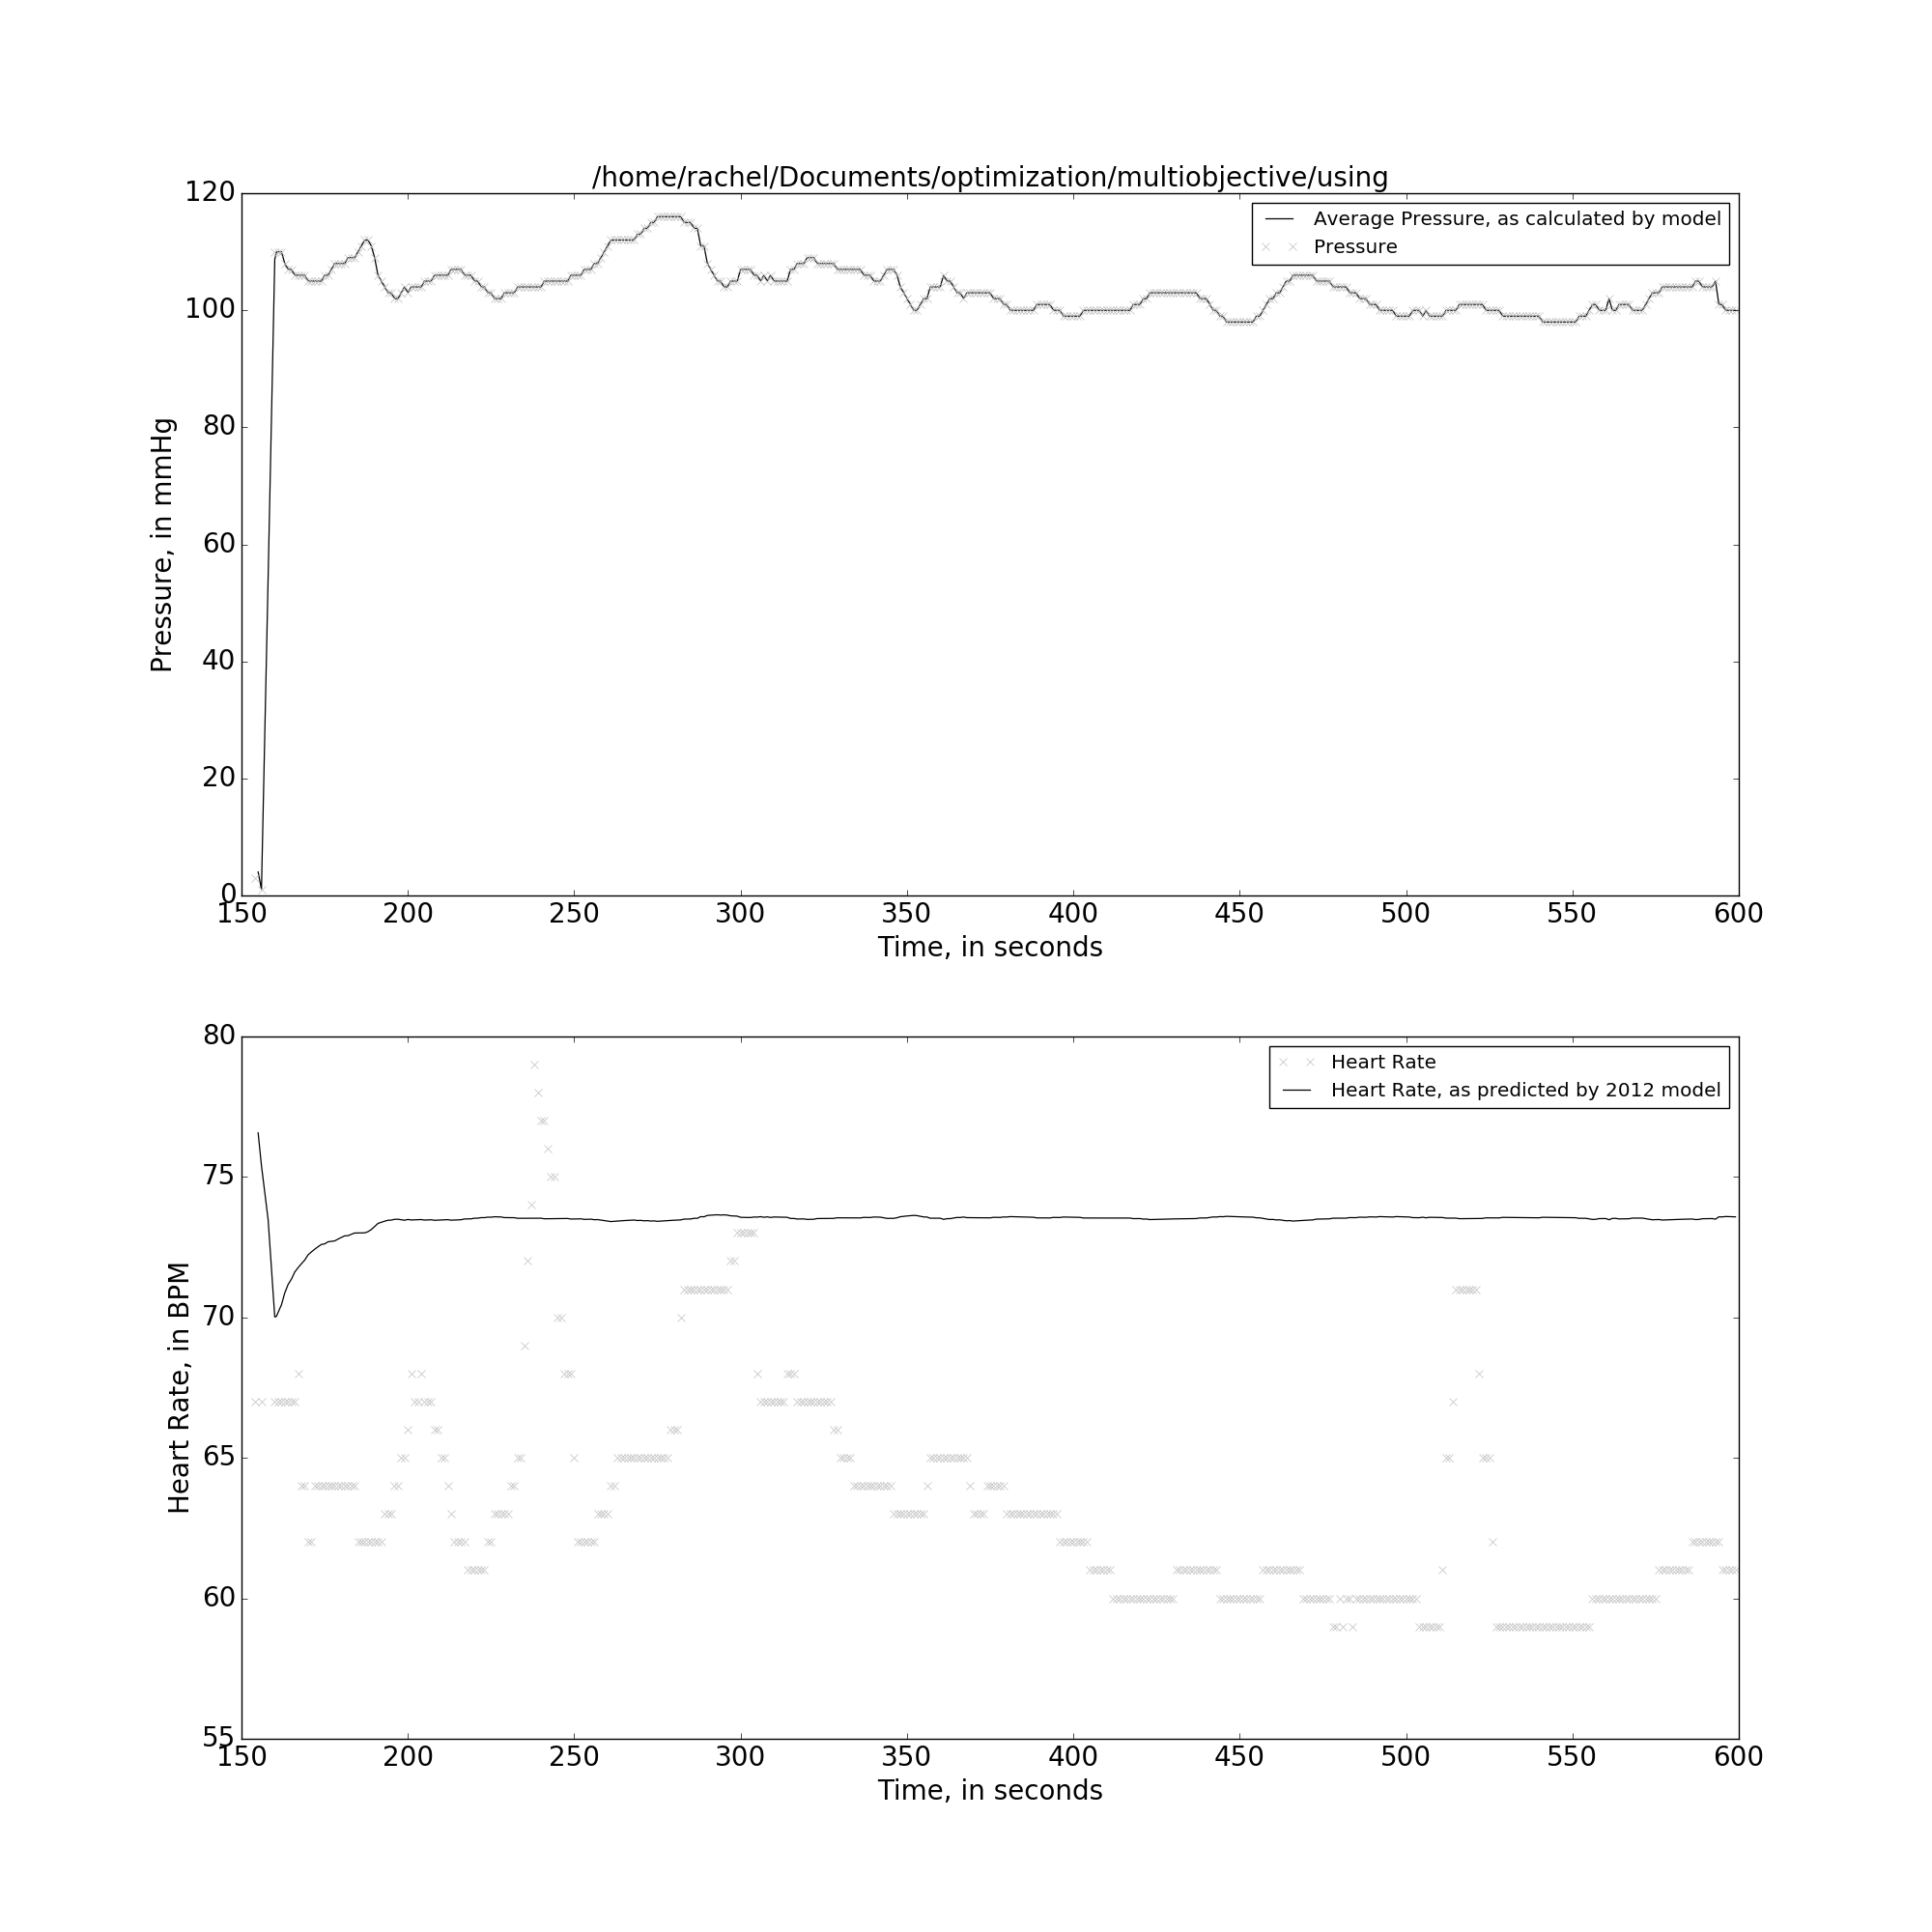 /home/rachel/Documents/optimization/multiobjective/using
120
100
80
60
40
20
0
Pressure, in mmHg
Average Pressure, as calculated by model
Pressure
150 200 250 300 350 400 450 500 550 600
Time, in seconds
80
75
70
65
60
55
Heart Rate, in BPM
Heart Rate
Heart Rate, as predicted by 2012 model
150 200 250 300 350 400 450 500 550 600
Time, in seconds